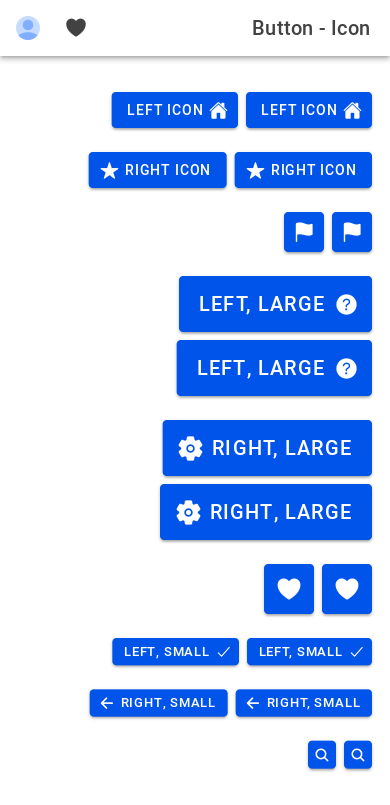 Button - Icon
LEFT ICON LEFT ICON
RIGHT ICON RIGHT ICON
LEFT, LARGE
LEFT, LARGE
RIGHT, LARGE
RIGHT, LARGE
LEFT, SMALL LEFT, SMALL
RIGHT, SMALL RIGHT, SMALL